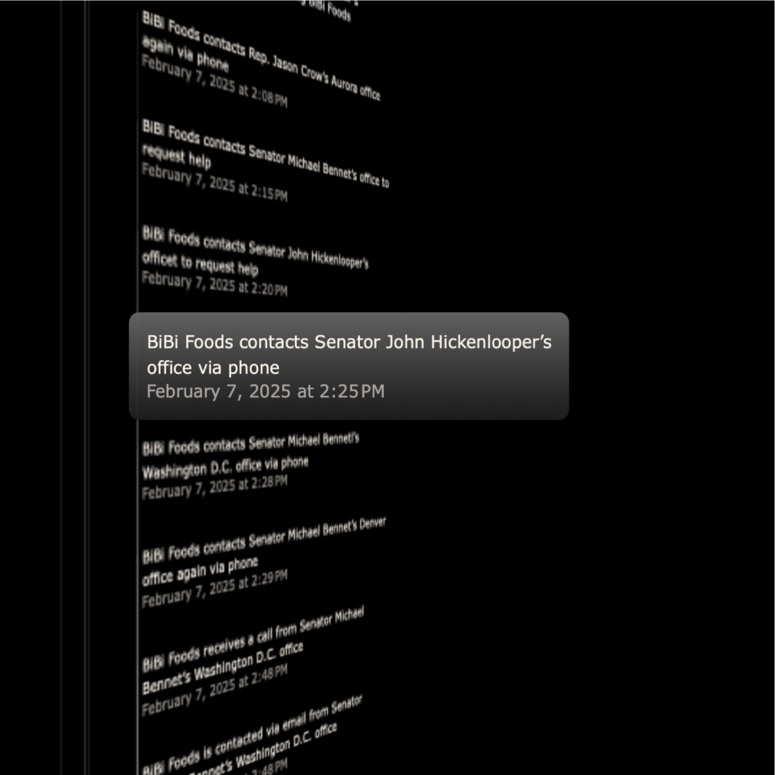 BiBi Foods
BiBi Foods contacts Rep. Jason Crow's Aurora office
again via phone
February 7, 2025 at 2:08PM
BiBi Foods contacts Senator Michael Bennet's office to
request help
February 7, 2025 at 2:15PM
BiBi Foods contacts Senator John Hickenlooper's
officet to request help
February 7, 2025 at 2:20PM
BiBi Foods contacts Senator John Hickenlooper’s
office via phone
February 7, 2025 at 2:25PM
BiBi Foods contacts Senator Michael Bennett's
Washington D.C. office via phone
February 7, 2025 at 2:28PM
BiBi Foods contacts Senator Michael Bennet's Denver
office again via phone
February 7, 2025 at 2:29PM
BiBi Foods receives a call from Senator Michael
Bennet's Washington D.C. office
February 7, 2025 at 2:48PM
BiBi Foods is contacted via email from Senator
Washington D.C. office
2:48PM